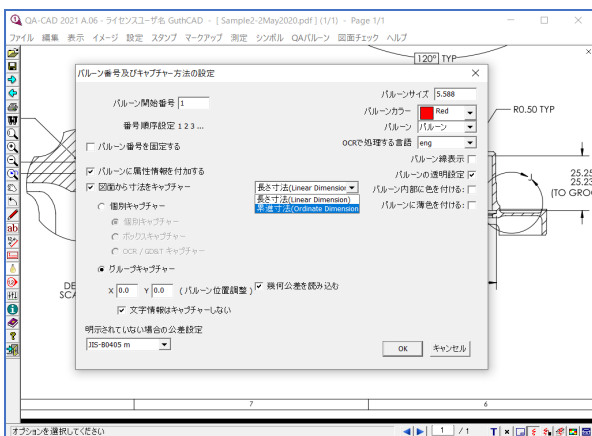 QA-CAD 2021 A.06 - ライセンスユーザ名 GuthCAD - [ Sample2-2May2020.pdf ] (1/1) - Page 1/1
ファイル 編集 表示 イメージ 設定 スタンプ マークアップ 測定 シンボル QAバルーン 図面チェック ヘルプ
120° TYP
バルーン番号及びキャプチャー方法の設定
バルーン開始番号 1
番号順序設定 1 2 3 ...
バルーン番号を固定する
バルーンに属性情報を付加する
図面から寸法をキャプチャー
長さ寸法(Linear Dimension
長さ寸法(Linear Dimension)
累進寸法(Ordinate Dimension
個別キャプチャー
個別キャプチャー
ボックスキャプチャー
OCR / GD&T キャプチャー
グループキャプチャー
X 0.0 Y 0.0 (バルーン位置調整)
幾何公差を読み込む
文字情報はキャプチャーしない
明示されていない場合の公差設定
JIS-B0405 m
バルーンサイズ 5.588
バルーンカラー Red
バルーン バルーン
OCRで処理する言語 eng
バルーン線表示
バルーンの透明設定
バルーン内部に色を付ける:
バルーンに薄色を付ける:
OK キャンセル
R0.50 TYP
25.25
25.23
(TO GRO
DE
SCA
7 6
オプションを選択してください
1 / 1